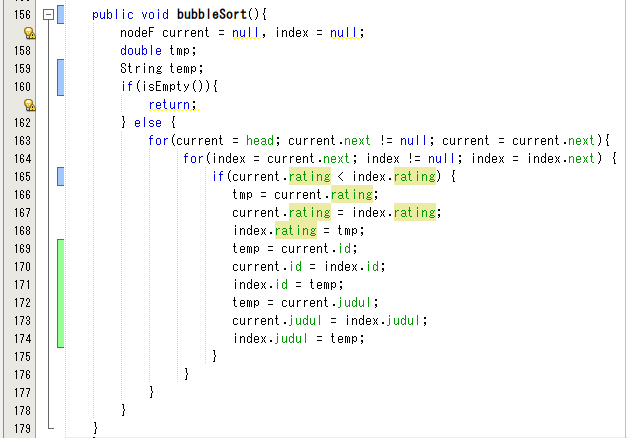 156 public void bubbleSort(){
nodeF current = null, index = null;
158 double tmp;
159 String temp;
160 if(isEmpty()){
return;
162 } else {
163 for(current = head; current.next != null; current = current.next){
164 for(index = current.next; index != null; index = index.next) {
165 if(current.rating < index.rating) {
166 tmp = current.rating;
167 current.rating = index.rating;
168 index.rating = tmp;
169 temp = current.id;
170 current.id = index.id;
171 index.id = temp;
172 temp = current.judul;
173 current.judul = index.judul;
174 index.judul = temp;
175 }
176 }
177 }
178 }
179 }